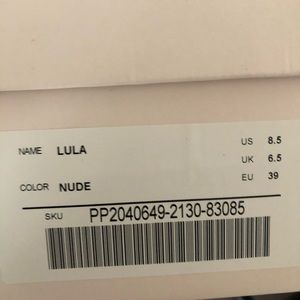 NAME LULA US 8.5
UK 6.5
COLOR NUDE EU 39
SKU PP2040649-2130-83085